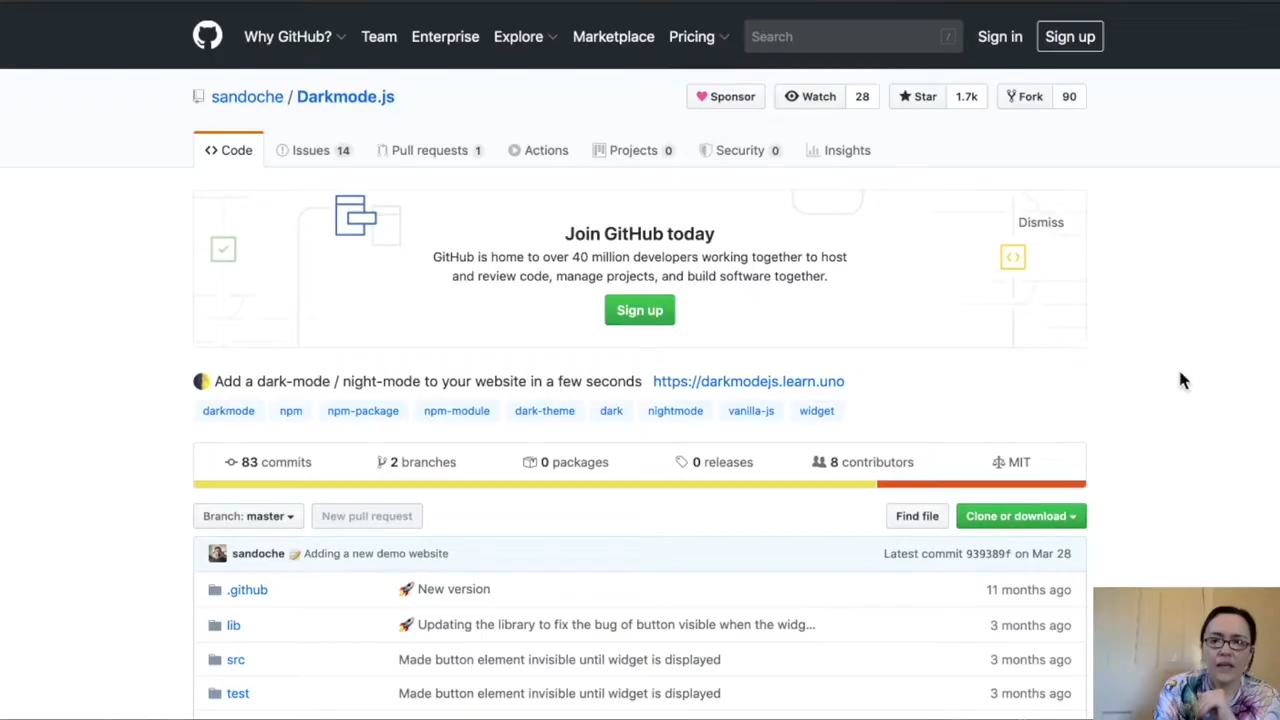 Why GitHub? Team Enterprise Explore Marketplace Pricing Search / Sign in Sign up
sandoche / Darkmode.js Sponsor Watch 28 Star 1.7k Fork 90
Code Issues 14 Pull requests 1 Actions Projects 0 Security 0 Insights
Dismiss
Join GitHub today
GitHub is home to over 40 million developers working together to host
and review code, manage projects, and build software together.
Sign up
Add a dark-mode / night-mode to your website in a few seconds https://darkmodejs.learn.uno
darkmode npm npm-package npm-module dark-theme dark nightmode vanilla-js widget
83 commits 2 branches 0 packages 0 releases 8 contributors MIT
Branch: master New pull request Find file Clone or download
sandoche Adding a new demo website Latest commit 939389f on Mar 28
.github New version 11 months ago
lib Updating the library to fix the bug of button visible when the widg... 3 months ago
src Made button element invisible until widget is displayed 3 months ago
test Made button element invisible until widget is displayed 3 months ago